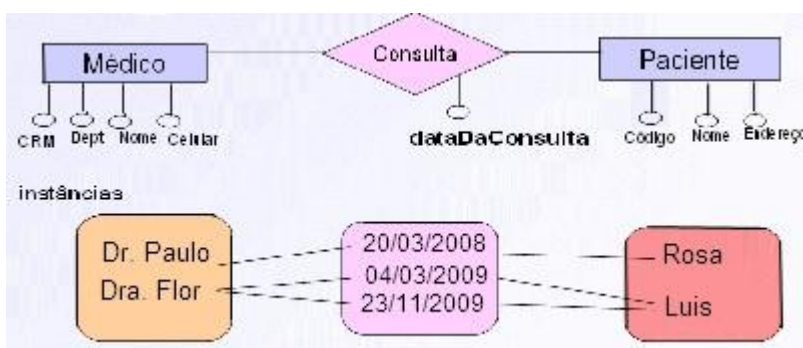 Médico Consulta Paciente
CRM Dept Nome Celular dataDaConsulta Código Nome Endereço
instâncias
Dr. Paulo 20/03/2008 Rosa
Dra. Flor 04/03/2009
23/11/2009 Luis